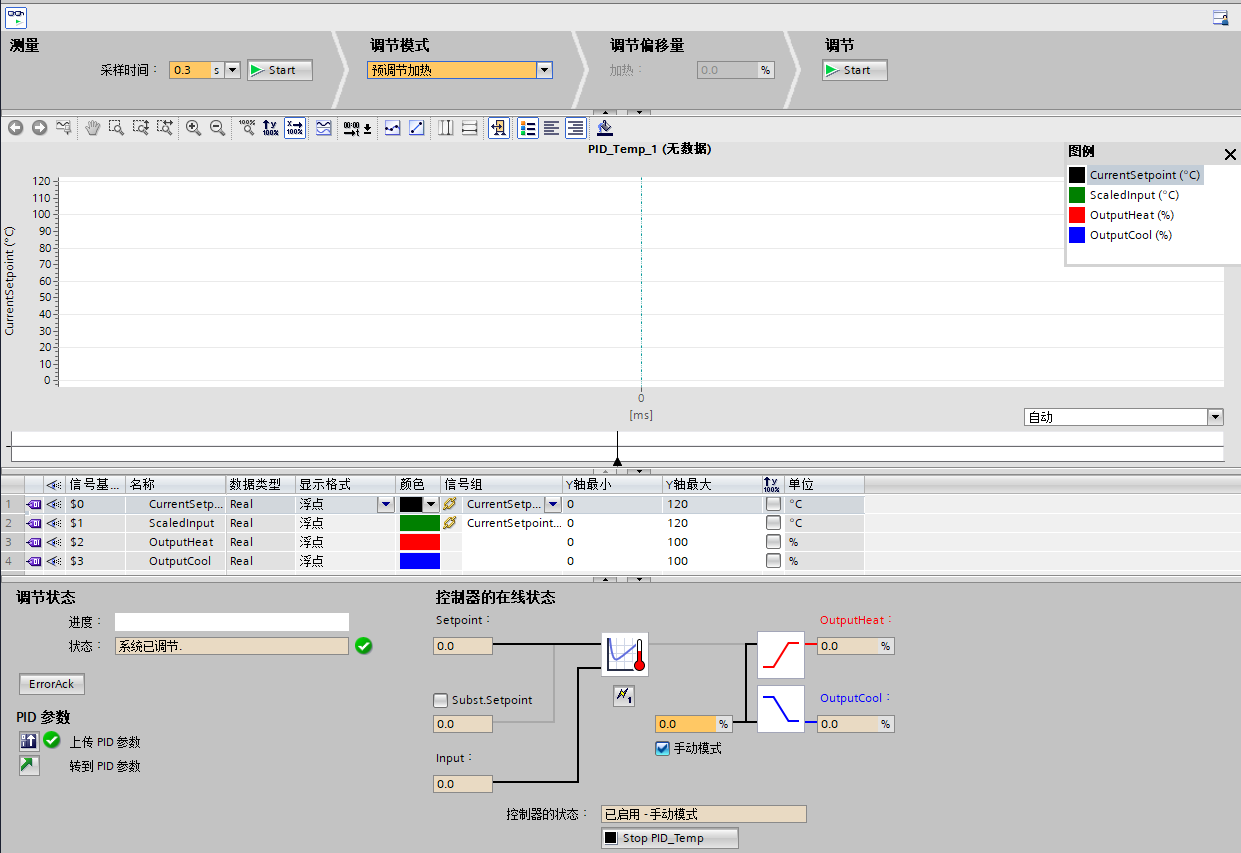 测量
调节模式
调节偏移量
调节
采样时间：
0.3
s
Start
预调节加热
加热：
0.0
%
Start
PID_Temp_1 (无数据)
图例
CurrentSetpoint (°C)
ScaledInput (°C)
OutputHeat (%)
OutputCool (%)
CurrentSetpoint (°C)
120
110
100
90
80
70
60
50
40
30
20
10
0
0
[ms]
自动
信号基... 名称 数据类型 显示格式 颜色 信号组 Y轴最小 Y轴最大 单位
1 $0 CurrentSetp... Real 浮点 CurrentSetp... 0 120 °C
2 $1 ScaledInput Real 浮点 CurrentSetpoint... 0 120 °C
3 $2 OutputHeat Real 浮点 0 100 %
4 $3 OutputCool Real 浮点 0 100 %
调节状态
进度：
状态：
系统已调节.
ErrorAck
PID 参数
上传 PID 参数
转到 PID 参数
控制器的在线状态
Setpoint：
0.0
Subst.Setpoint
0.0
Input：
0.0
0.0
%
手动模式
OutputHeat：
0.0
%
OutputCool：
0.0
%
控制器的状态：
已启用 - 手动模式
Stop PID_Temp